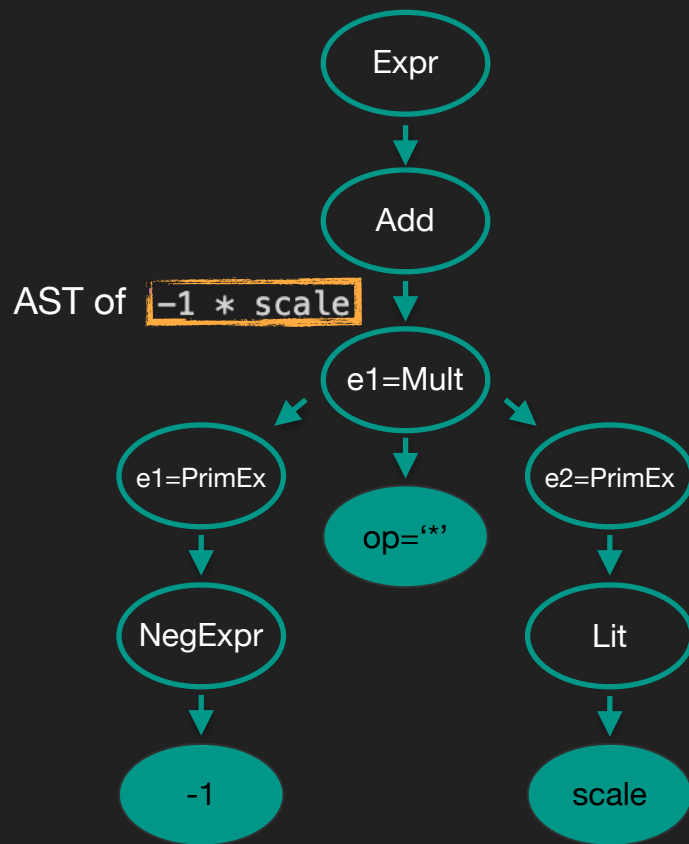 Expr
Add
AST of -1 * scale
e1=Mult
e1=PrimEx
e2=PrimEx
op=‘*’
NegExpr
Lit
-1
scale